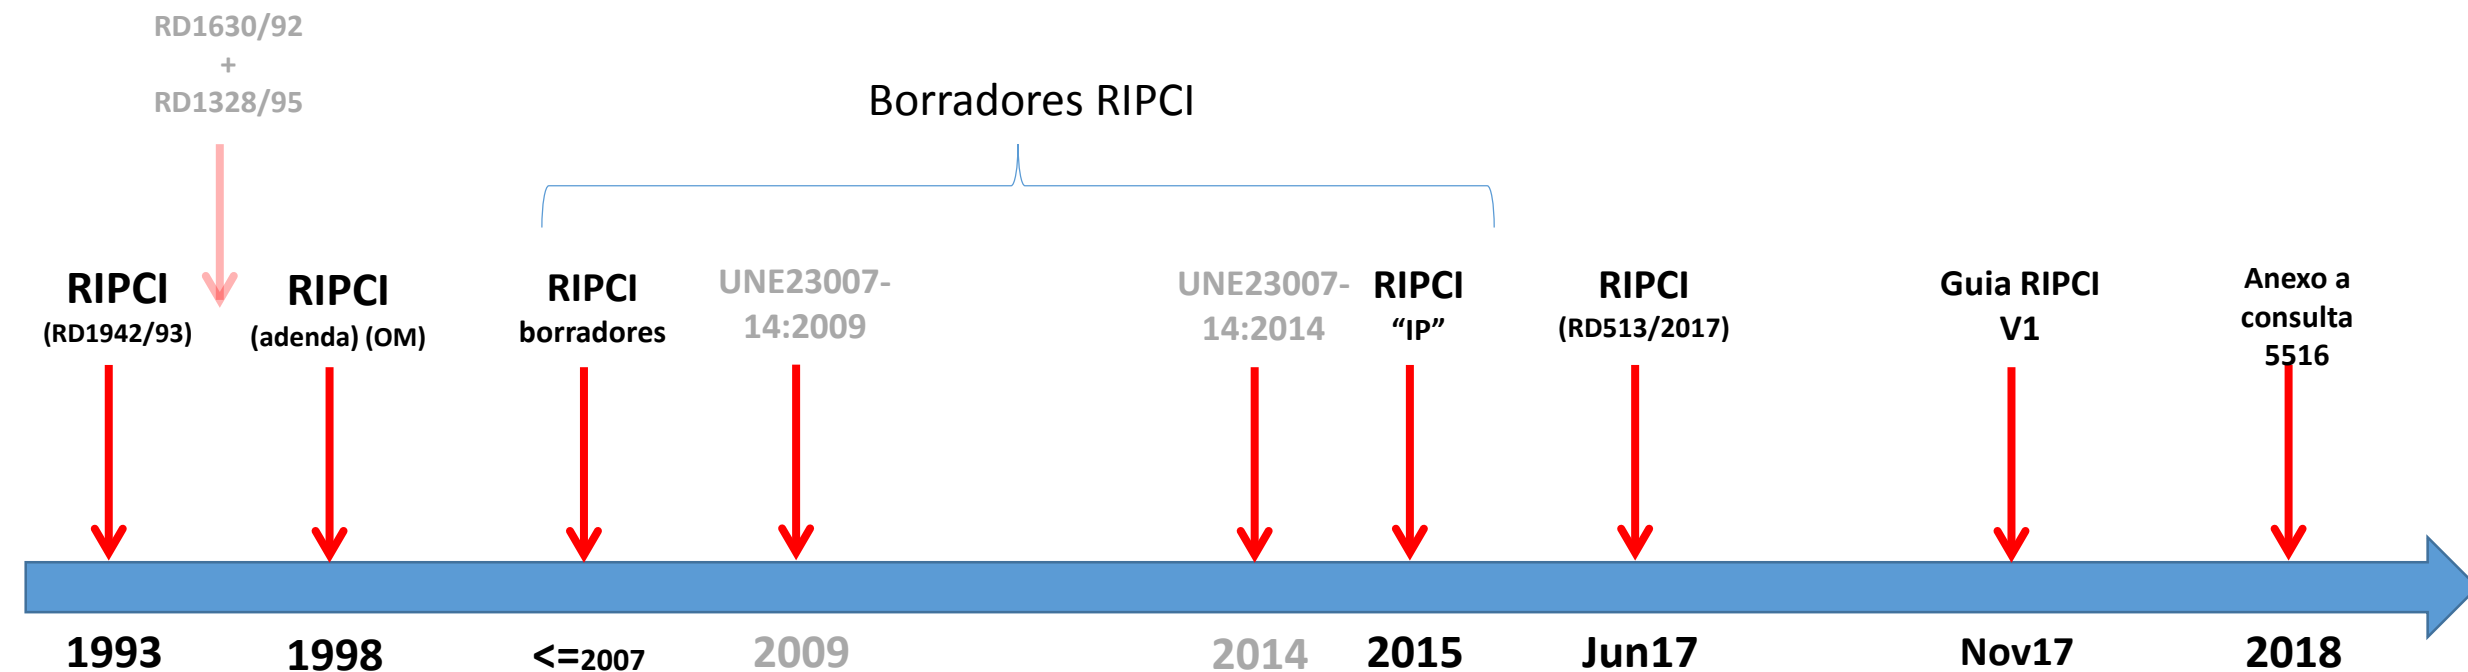 RD1630/92
+
RD1328/95
Borradores RIPCI
RIPCI
(RD1942/93)
RIPCI
(adenda) (OM)
RIPCI
borradores
UNE23007-
14:2009
UNE23007-
14:2014
RIPCI
“IP”
RIPCI
(RD513/2017)
Guia RIPCI
V1
Anexo a
consulta
5516
1993
1998
<=2007
2009
2014
2015
Jun17
Nov17
2018